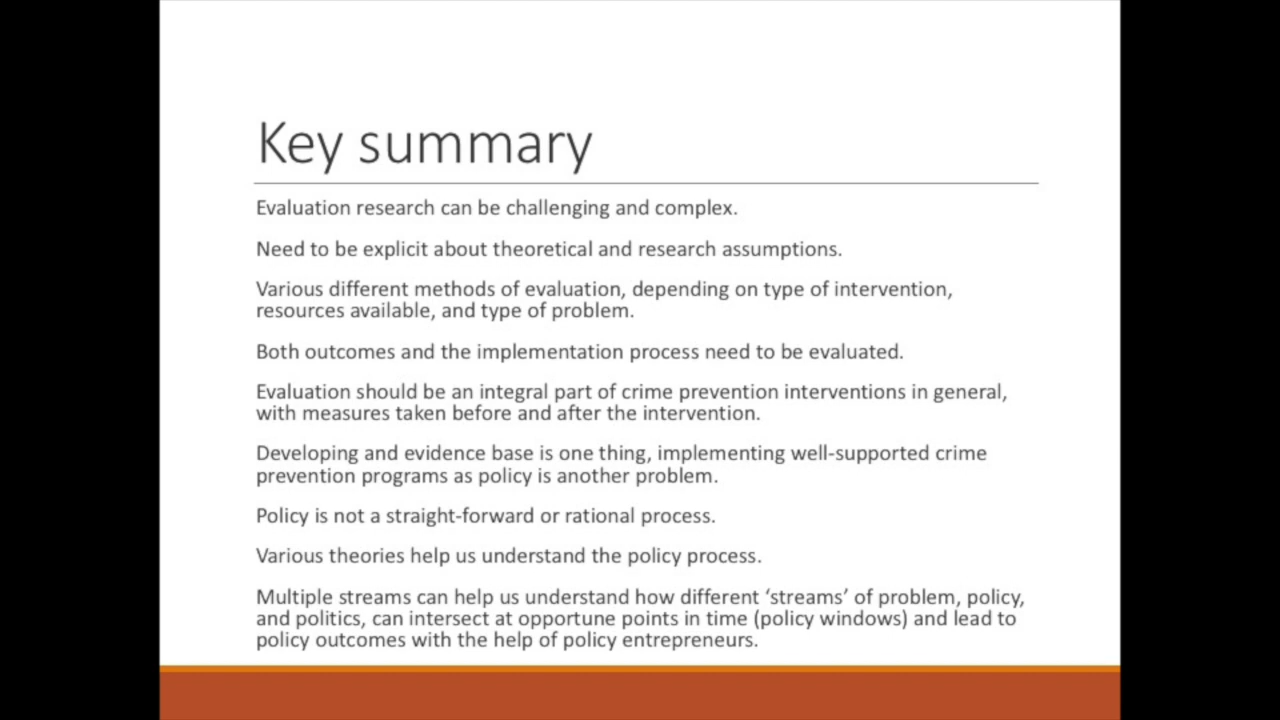 Key summary
Evaluation research can be challenging and complex.
Need to be explicit about theoretical and research assumptions.
Various different methods of evaluation, depending on type of intervention,
resources available, and type of problem.
Both outcomes and the implementation process need to be evaluated.
Evaluation should be an integral part of crime prevention interventions in general,
with measures taken before and after the intervention.
Developing and evidence base is one thing, implementing well-supported crime
prevention programs as policy is another problem.
Policy is not a straight-forward or rational process.
Various theories help us understand the policy process.
Multiple streams can help us understand how different ‘streams’ of problem, policy,
and politics, can intersect at opportune points in time (policy windows) and lead to
policy outcomes with the help of policy entrepreneurs.